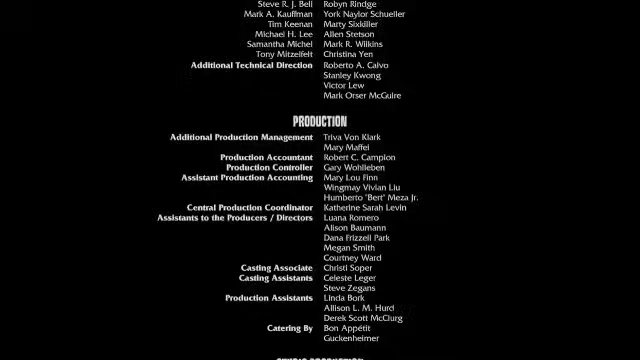 Steve R. J. Bell Robyn Rindge
Mark A. Kauffman York Naylor Schueller
Tim Keenan Marty Sixkiller
Michael H. Lee Allen Stetson
Samantha Michel Mark R. Wilkins
Tony Mitzelfelt Christina Yen
Additional Technical Direction Roberto A. Calvo
Stanley Kwong
Victor Lew
Mark Orser McGuire
PRODUCTION
Additional Production Management Triva Von Klark
Mary Maffei
Production Accountant Robert C. Campion
Production Controller Gary Wohlleben
Assistant Production Accounting Mary Lou Finn
Wingmay Vivian Liu
Humberto "Bert" Meza Jr.
Central Production Coordinator Katherine Sarah Levin
Assistants to the Producers / Directors Luana Romero
Alison Baumann
Dana Frizzell Park
Megan Smith
Courtney Ward
Casting Associate Christi Soper
Casting Assistants Celeste Leger
Steve Zegans
Production Assistants Linda Bork
Allison L. M. Hurd
Derek Scott McClurg
Catering By Bon Appétit
Guckenheimer